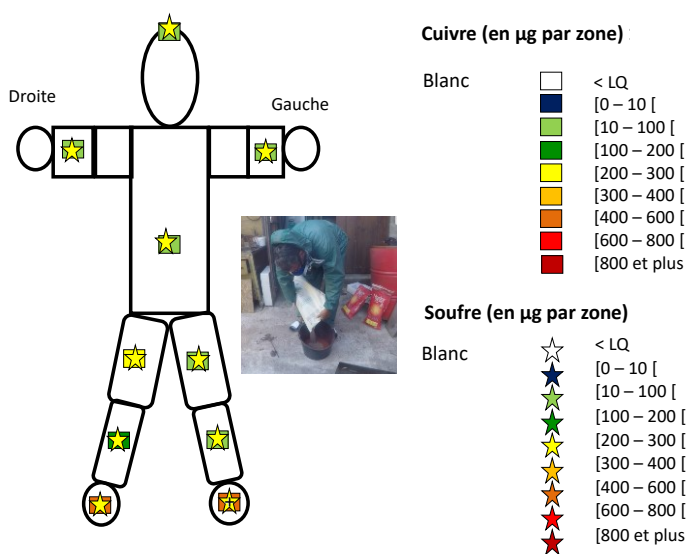 Cuivre (en µg par zone)
Blanc
< LQ
[0 – 10 [
[10 – 100 [
[100 – 200 [
[200 – 300 [
[300 – 400 [
[400 – 600 [
[600 – 800 [
[800 et plus
Droite
Gauche
Soufre (en µg par zone)
Blanc
< LQ
[0 – 10 [
[10 – 100 [
[100 – 200 [
[200 – 300 [
[300 – 400 [
[400 – 600 [
[600 – 800 [
[800 et plus